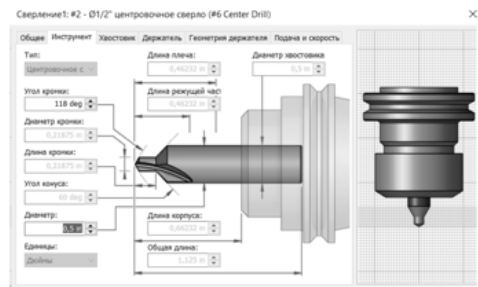 Сверление1: #2 - Ø1/2" центровочное сверло (#6 Center Drill)
Общее Инструмент Хвостовик Держатель Геометрия держателя Подача и скорость
Тип:
Центровочное с.
Длина плеча:
0,46232 in
Диаметр хвостовика
0,5 in
Угол кромки:
118 deg
Длина режущей час
0,46232 in
Диаметр кромки:
0,21875 in
Длина кромки:
0,21875 in
Угол конуса:
60 deg
Диаметр:
0.5 in
Длина корпуса:
0,66232 in
Единицы:
Дюймы
Общая длина:
1,125 in